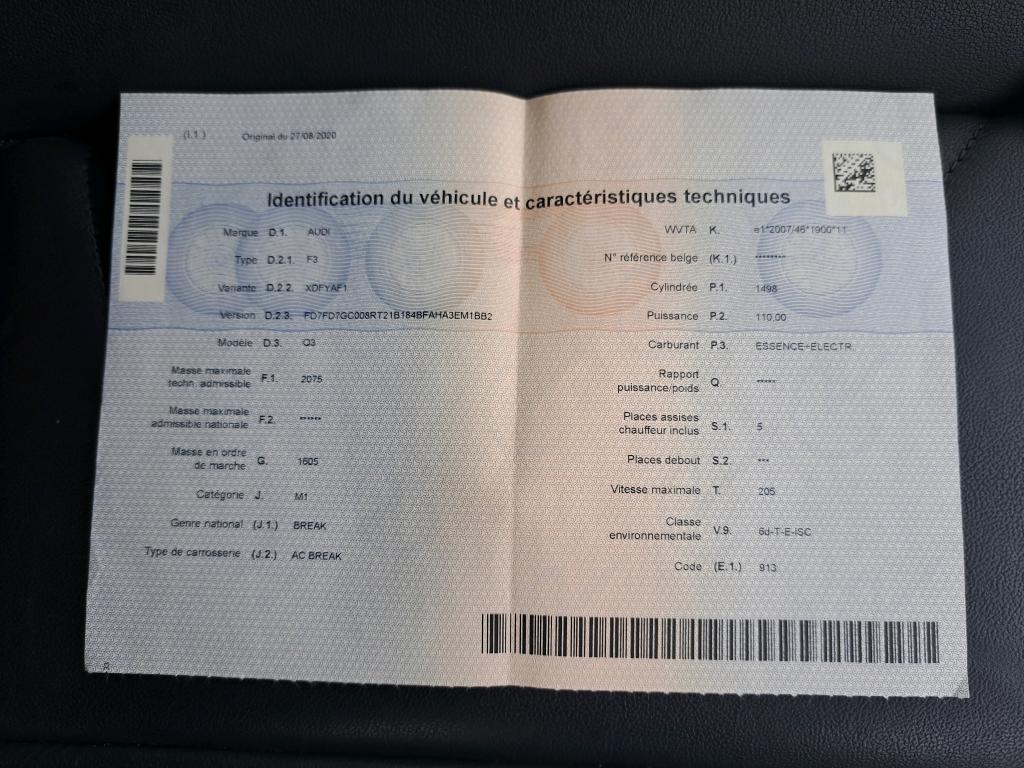 (I.1.) Original du 27/08/2020
Identification du véhicule et caractéristiques techniques
Marque D.1. AUDI
Type D.2.1. F3
Variante D.2.2. XDFYAF1
Version D.2.3. FD7FD7GC008RT21B184BFAHA3EM1BB2
Modèle D.3. Q3
Masse maximale
techn. admissible F.1. 2075
Masse maximale
admissible nationale F.2. ******
Masse en ordre
de marche G. 1605
Catégorie J. M1
Genre national (J.1.) BREAK
Type de carrosserie (J.2.) AC BREAK
WVTA K. e1*2007/46*1900*11
N° référence belge (K.1.) ********
Cylindrée P.1. 1498
Puissance P.2. 110,00
Carburant P.3. ESSENCE+ELECTR.
Rapport
puissance/poids Q. *****
Places assises
chauffeur inclus S.1. 5
Places debout S.2. ***
Vitesse maximale T. 205
Classe
environnementale V.9. 6d-T-E-ISC
Code (E.1.) 913